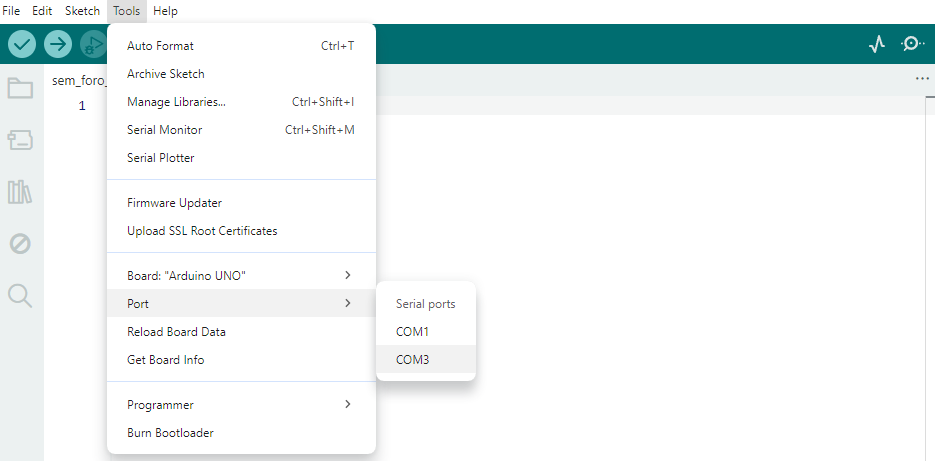 File Edit Sketch Tools Help
sem_foro_
1
Auto Format Ctrl+T
Archive Sketch
Manage Libraries... Ctrl+Shift+I
Serial Monitor Ctrl+Shift+M
Serial Plotter
Firmware Updater
Upload SSL Root Certificates
Board: "Arduino UNO"
Port
Reload Board Data
Get Board Info
Programmer
Burn Bootloader
Serial ports
COM1
COM3